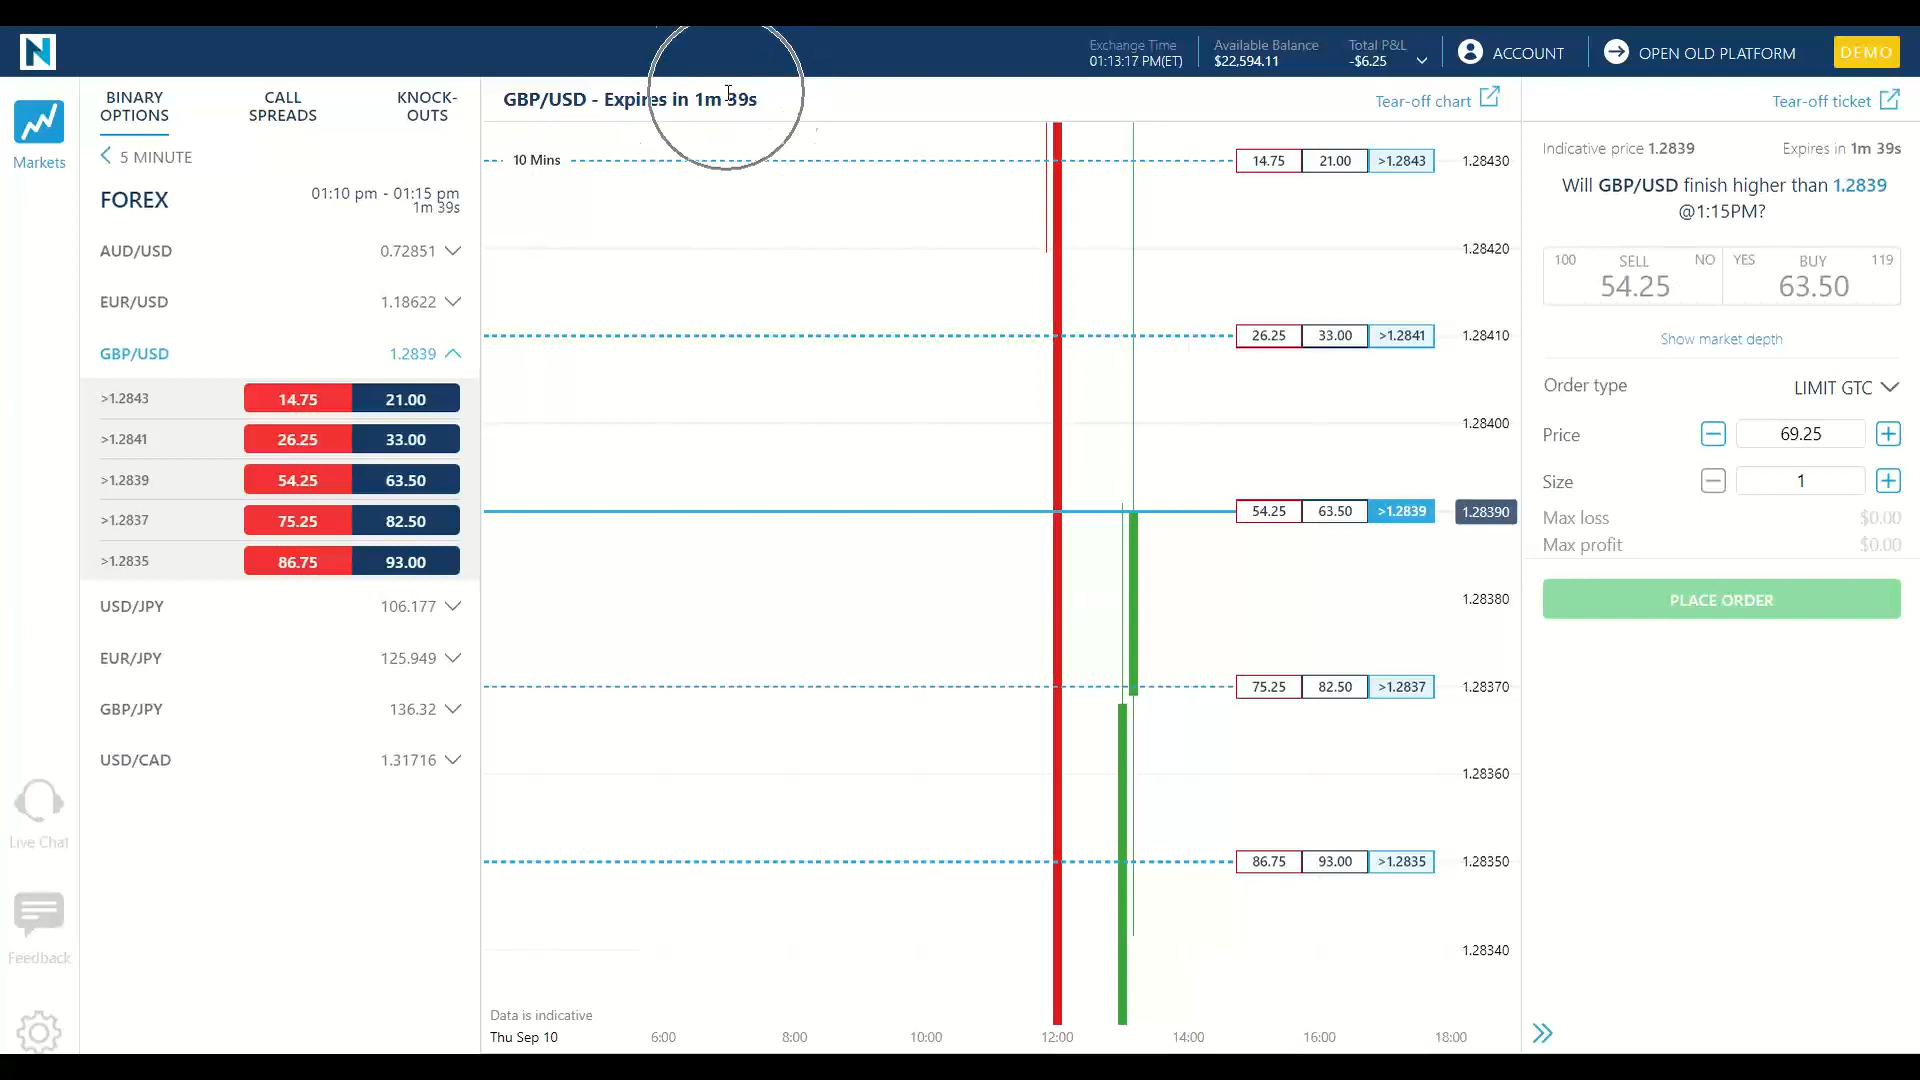 Exchange Time
01:13:17 PM(ET)
Available Balance
$22,594.11
Total P&L
-$6.25
ACCOUNT
OPEN OLD PLATFORM
DEMO
Markets
Live Chat
Feedback
BINARY OPTIONS
CALL SPREADS
KNOCK-OUTS
5 MINUTE
FOREX
01:10 pm - 01:15 pm
1m 39s
AUD/USD 0.72851
EUR/USD 1.18622
GBP/USD 1.2839
>1.2843 14.75 21.00
>1.2841 26.25 33.00
>1.2839 54.25 63.50
>1.2837 75.25 82.50
>1.2835 86.75 93.00
USD/JPY 106.177
EUR/JPY 125.949
GBP/JPY 136.32
USD/CAD 1.31716
GBP/USD - Expires in 1m 39s
Tear-off chart
10 Mins
14.75 21.00 >1.2843 1.28430
1.28420
26.25 33.00 >1.2841 1.28410
1.28400
54.25 63.50 >1.2839 1.28390
1.28380
75.25 82.50 >1.2837 1.28370
1.28360
86.75 93.00 >1.2835 1.28350
1.28340
Data is indicative
Thu Sep 10 6:00 8:00 10:00 12:00 14:00 16:00 18:00
Tear-off ticket
Indicative price 1.2839 Expires in 1m 39s
Will GBP/USD finish higher than 1.2839
@1:15PM?
100 SELL NO YES BUY 119
54.25 63.50
Show market depth
Order type LIMIT GTC
Price 69.25
Size 1
Max loss $0.00
Max profit $0.00
PLACE ORDER